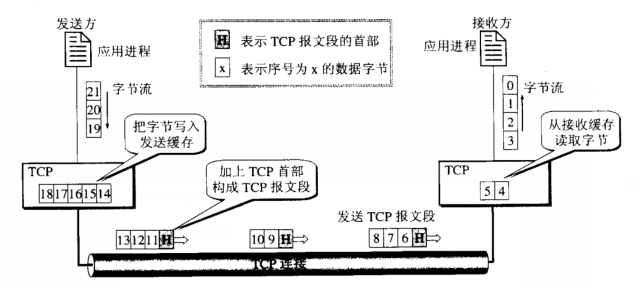 发送方
应用进程
H 表示 TCP 报文段的首部
x 表示序号为 x 的数据字节
接收方
应用进程
21
20
19
字节流
把字节写入
发送缓存
0
1
2
3
字节流
从接收缓存
读取字节
TCP
18 17 16 15 14
加上 TCP 首部
构成 TCP 报文段
TCP
5 4
发送 TCP 报文段
13 12 11 H
10 9 H
8 7 6 H
TCP 连接